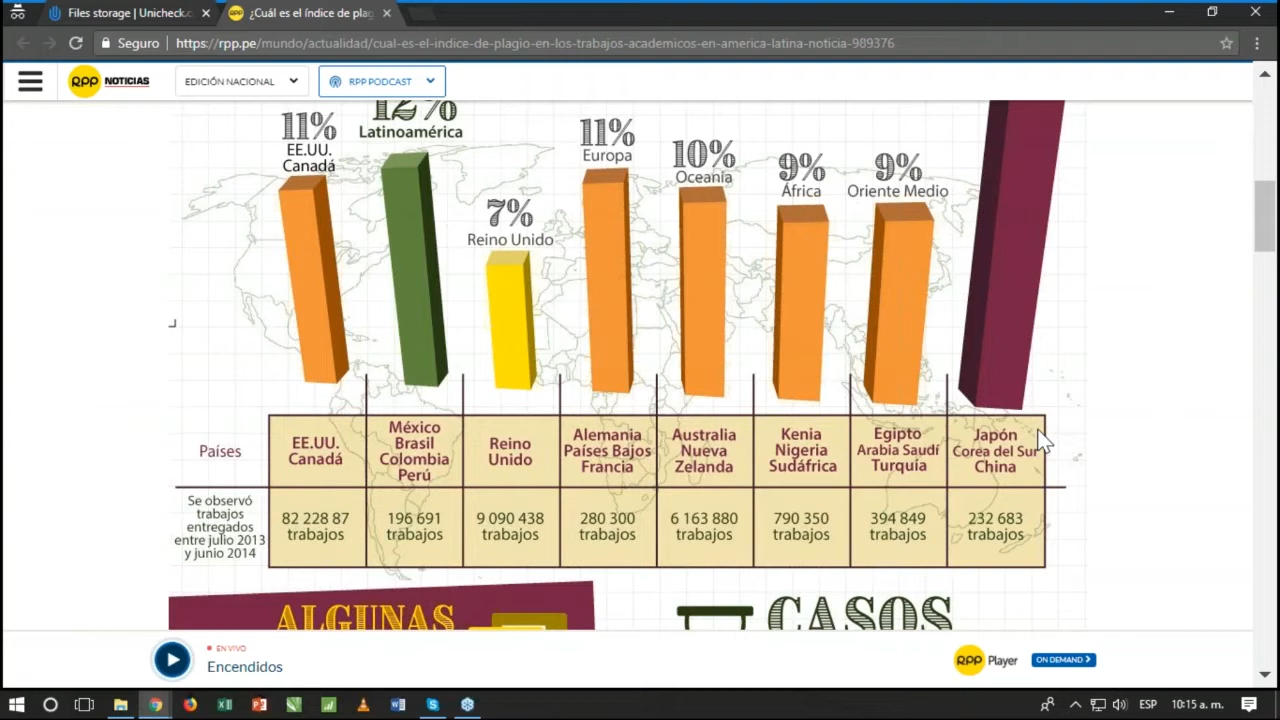 Files storage | Unicheck.c
¿Cuál es el índice de plag
Seguro
https://rpp.pe/mundo/actualidad/cual-es-el-indice-de-plagio-en-los-trabajos-academicos-en-america-latina-noticia-989376
RPP NOTICIAS
EDICIÓN NACIONAL
RPP PODCAST
11%
EE.UU.
Canadá
12%
Latinoamérica
7%
Reino Unido
11%
Europa
10%
Oceanía
9%
África
9%
Oriente Medio
Países
EE.UU.
Canadá
México
Brasil
Colombia
Perú
Reino
Unido
Alemania
Países Bajos
Francia
Australia
Nueva
Zelanda
Kenia
Nigeria
Sudáfrica
Egipto
Arabia Saudí
Turquía
Japón
Corea del Sur
China
Se observó
trabajos
entregados
entre julio 2013
y junio 2014
82 228 87
trabajos
196 691
trabajos
9 090 438
trabajos
280 300
trabajos
6 163 880
trabajos
790 350
trabajos
394 849
trabajos
232 683
trabajos
ALGUNAS
CASOS
EN VIVO
Encendidos
RPP Player
ON DEMAND
ESP
10:15 a. m.